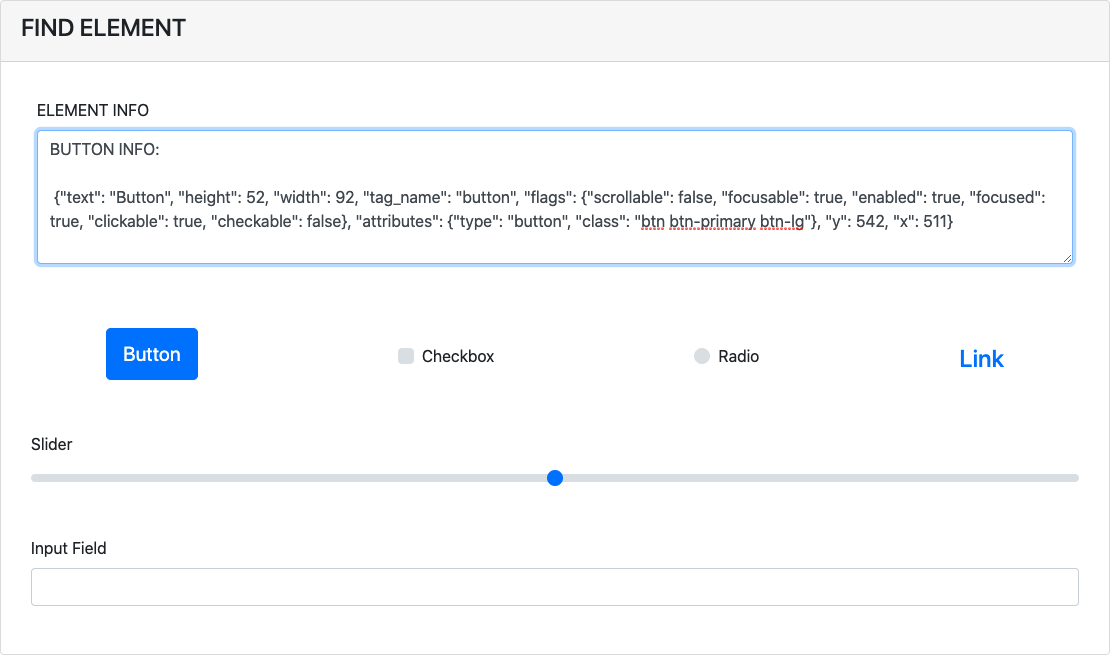 FIND ELEMENT
ELEMENT INFO
BUTTON INFO:
{"text": "Button", "height": 52, "width": 92, "tag_name": "button", "flags": {"scrollable": false, "focusable": true, "enabled": true, "focused":
true, "clickable": true, "checkable": false}, "attributes": {"type": "button", "class": "btn btn-primary btn-lg"}, "y": 542, "x": 511}
Button
Checkbox
Radio
Link
Slider
Input Field